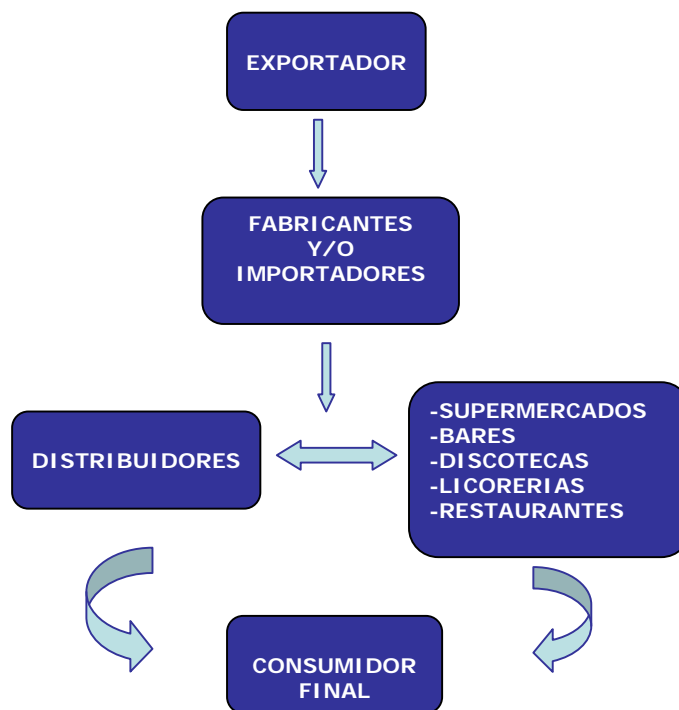 EXPORTADOR
FABRICANTES
Y/O
IMPORTADORES
DISTRIBUIDORES
-SUPERMERCADOS
-BARES
-DISCOTECAS
-LICORERIAS
-RESTAURANTES
CONSUMIDOR
FINAL